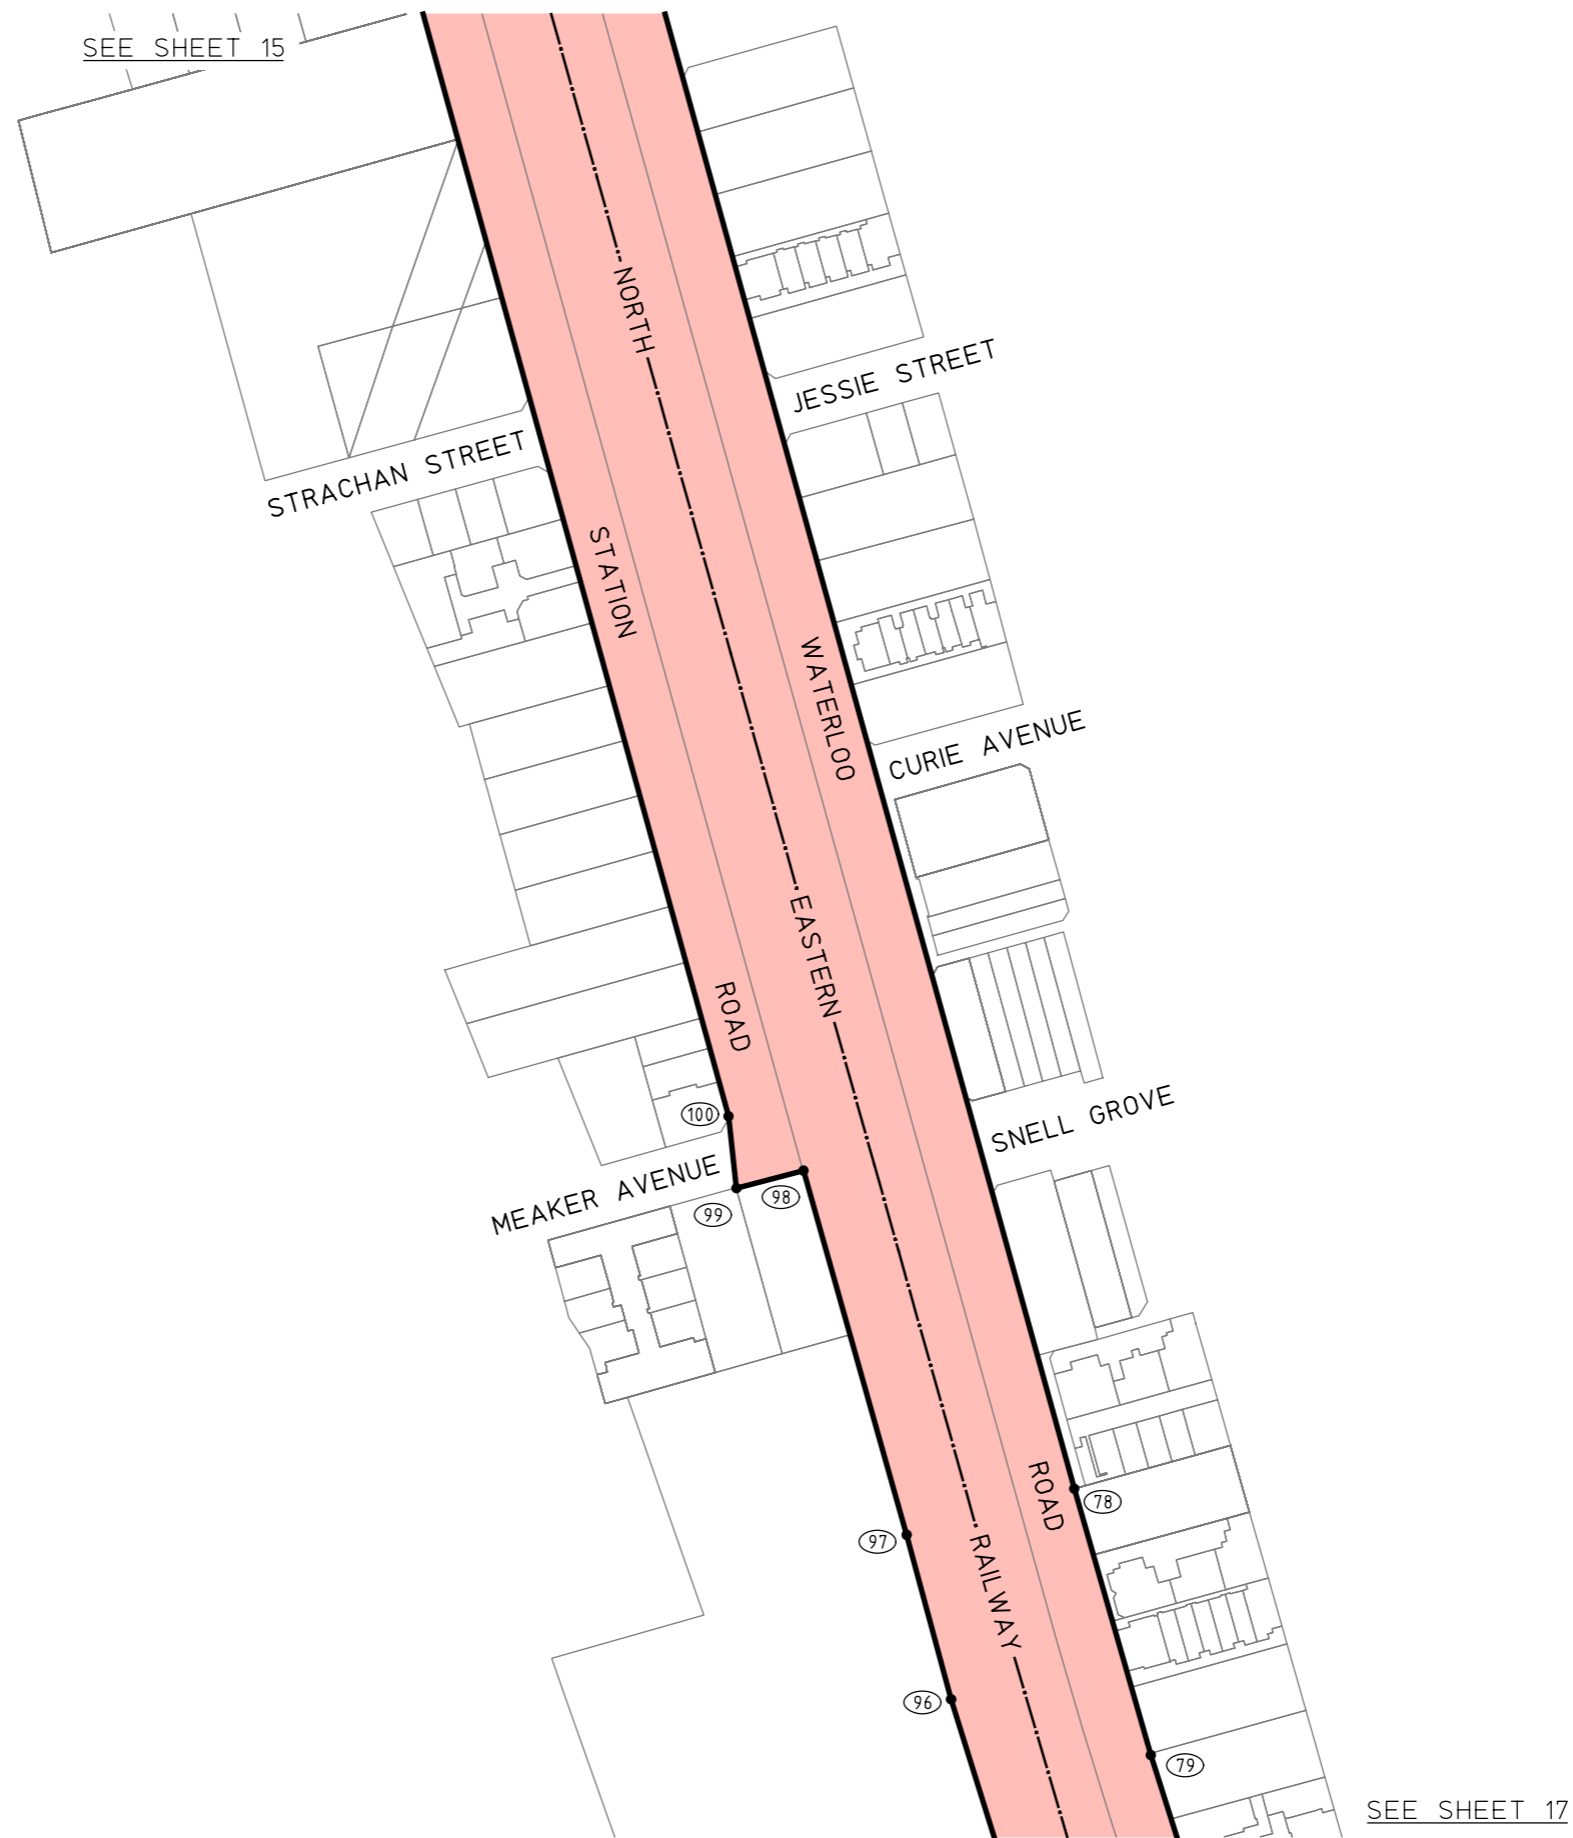 SEE SHEET 15
NORTH
JESSIE STREET
STRACHAN STREET
STATION
WATERLOO
CURIE AVENUE
EASTERN
ROAD
100
SNELL GROVE
MEAKER AVENUE
98
99
ROAD
78
97
RAILWAY
96
79
SEE SHEET 17